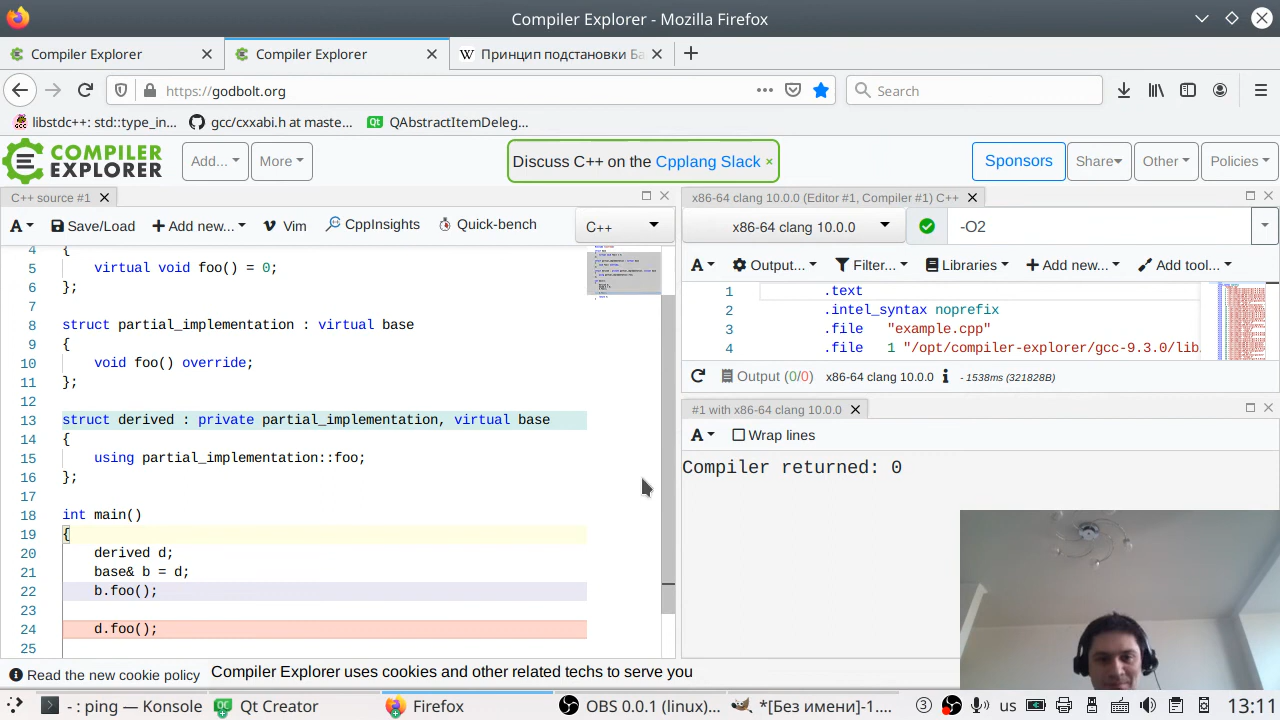 Compiler Explorer - Mozilla Firefox
Compiler Explorer
Compiler Explorer
Принцип подстановки Ба
https://godbolt.org
Search
libstdc++: std::type_in...
gcc/cxxabi.h at maste...
QAbstractItemDeleg...
COMPILER
EXPLORER
Add...
More
Discuss C++ on the Cpplang Slack ×
Sponsors
Share
Other
Policies
C++ source #1
A
Save/Load
Add new...
Vim
CppInsights
Quick-bench
C++
4 {
5 virtual void foo() = 0;
6 };
7
8 struct partial_implementation : virtual base
9 {
10 void foo() override;
11 };
12
13 struct derived : private partial_implementation, virtual base
14 {
15 using partial_implementation::foo;
16 };
17
18 int main()
19 {
20 derived d;
21 base& b = d;
22 b.foo();
23
24 d.foo();
25
x86-64 clang 10.0.0 (Editor #1, Compiler #1) C++
x86-64 clang 10.0.0
-O2
A
Output...
Filter...
Libraries
Add new...
Add tool...
1 .text
2 .intel_syntax noprefix
3 .file "example.cpp"
4 .file 1 "/opt/compiler-explorer/gcc-9.3.0/lib
Output (0/0) x86-64 clang 10.0.0 i - 1538ms (321828B)
#1 with x86-64 clang 10.0.0
A
Wrap lines
Compiler returned: 0
Read the new cookie policy
Compiler Explorer uses cookies and other related techs to serve you
- : ping — Konsole
Qt Creator
Firefox
OBS 0.0.1 (linux)...
*[Без имени]-1....
3
us
13:11